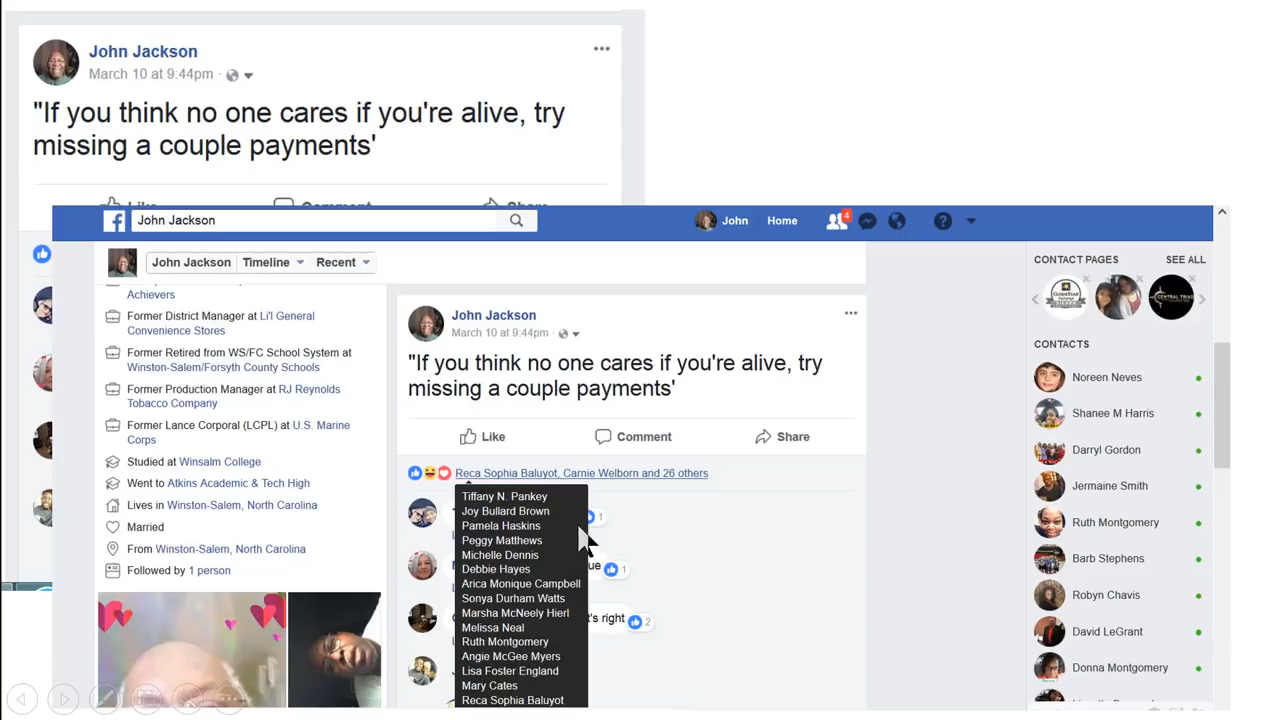 John Jackson
March 10 at 9:44pm ·
"If you think no one cares if you're alive, try
missing a couple payments'
John Jackson
John
Home
4
John Jackson
Timeline
Recent
Achievers
Former District Manager at Li'l General
Convenience Stores
Former Retired from WS/FC School System at
Winston-Salem/Forsyth County Schools
Former Production Manager at RJ Reynolds
Tobacco Company
Former Lance Corporal (LCPL) at U.S. Marine
Corps
Studied at Winsalm College
Went to Atkins Academic & Tech High
Lives in Winston-Salem, North Carolina
Married
From Winston-Salem, North Carolina
Followed by 1 person
John Jackson
March 10 at 9:44pm ·
"If you think no one cares if you're alive, try
missing a couple payments'
Like
Comment
Share
Reca Sophia Baluyot, Carnie Welborn and 26 others
Tiffany N. Pankey
Joy Bullard Brown
Pamela Haskins
Peggy Matthews
Michelle Dennis
Debbie Hayes
Arica Monique Campbell
Sonya Durham Watts
Marsha McNeely Hierl
Melissa Neal
Ruth Montgomery
Angie McGee Myers
Lisa Foster England
Mary Cates
Reca Sophia Baluyot
1
ue
1
's right
2
CONTACT PAGES
SEE ALL
CENTRAL TRIAD
CONTACTS
Noreen Neves
Shanee M Harris
Darryl Gordon
Jermaine Smith
Ruth Montgomery
Barb Stephens
Robyn Chavis
David LeGrant
Donna Montgomery